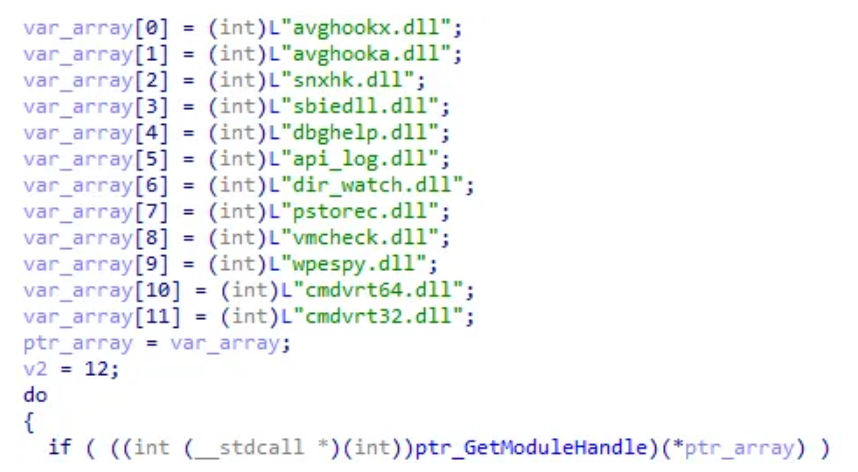 var_array[0] = (int)L"avghookx.dll";
var_array[1] = (int)L"avghooka.dll";
var_array[2] = (int)L"snxhk.dll";
var_array[3] = (int)L"sbiedll.dll";
var_array[4] = (int)L"dbghelp.dll";
var_array[5] = (int)L"api_log.dll";
var_array[6] = (int)L"dir_watch.dll";
var_array[7] = (int)L"pstorec.dll";
var_array[8] = (int)L"vmcheck.dll";
var_array[9] = (int)L"wpespy.dll";
var_array[10] = (int)L"cmdvrt64.dll";
var_array[11] = (int)L"cmdvrt32.dll";
ptr_array = var_array;
v2 = 12;
do
{
if ( ((int (__stdcall *)(int))ptr_GetModuleHandle)(*ptr_array) )